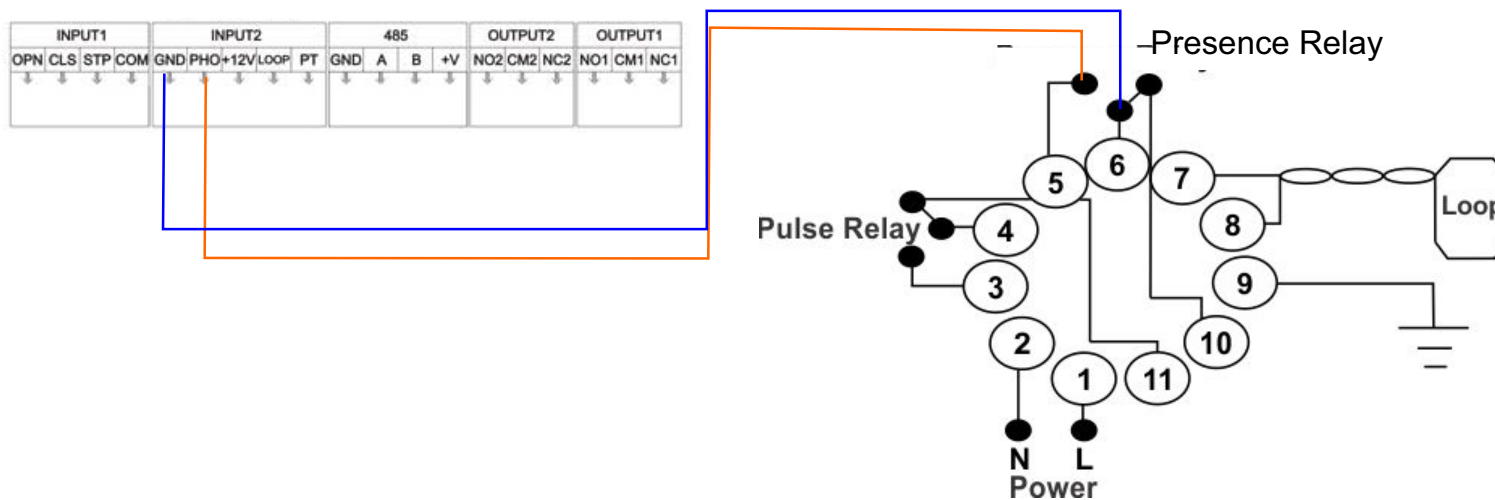 INPUT1 INPUT2 485 OUTPUT2 OUTPUT1
OPN CLS STP COM GND PHO +12V LOOP PT GND A B +V NO2 CM2 NC2 NO1 CM1 NC1
Presence Relay
6
5 7
Loop
8
Pulse Relay 4
9
3
2 10
1 11
N L
Power